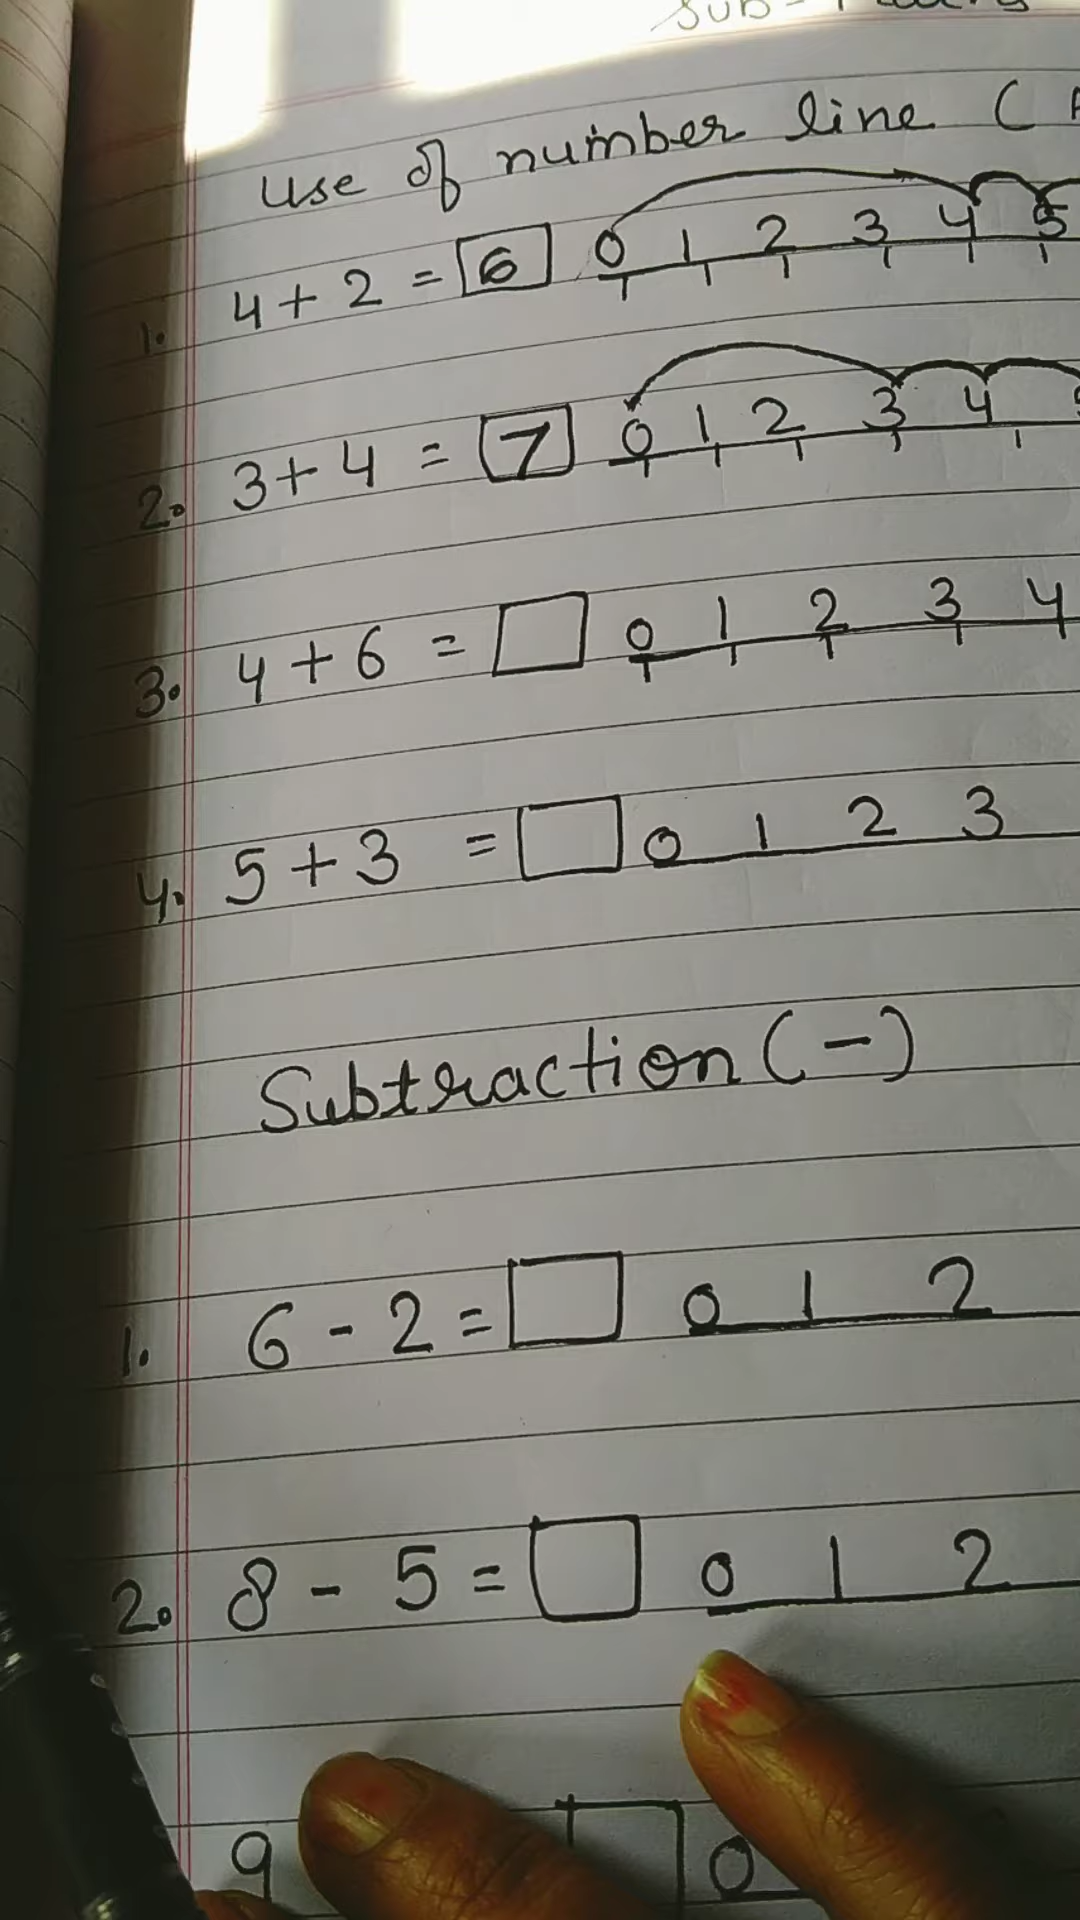 Sub -
use of number line (
1. 4 + 2 = 6 0 1 2 3 4 5
2. 3 + 4 = 7 0 1 2 3 4
3. 4 + 6 = 0 1 2 3 4
4. 5 + 3 = 0 1 2 3
Subtraction ( - )
1. 6 - 2 = 0 1 2
2. 8 - 5 = 0 1 2
9 0